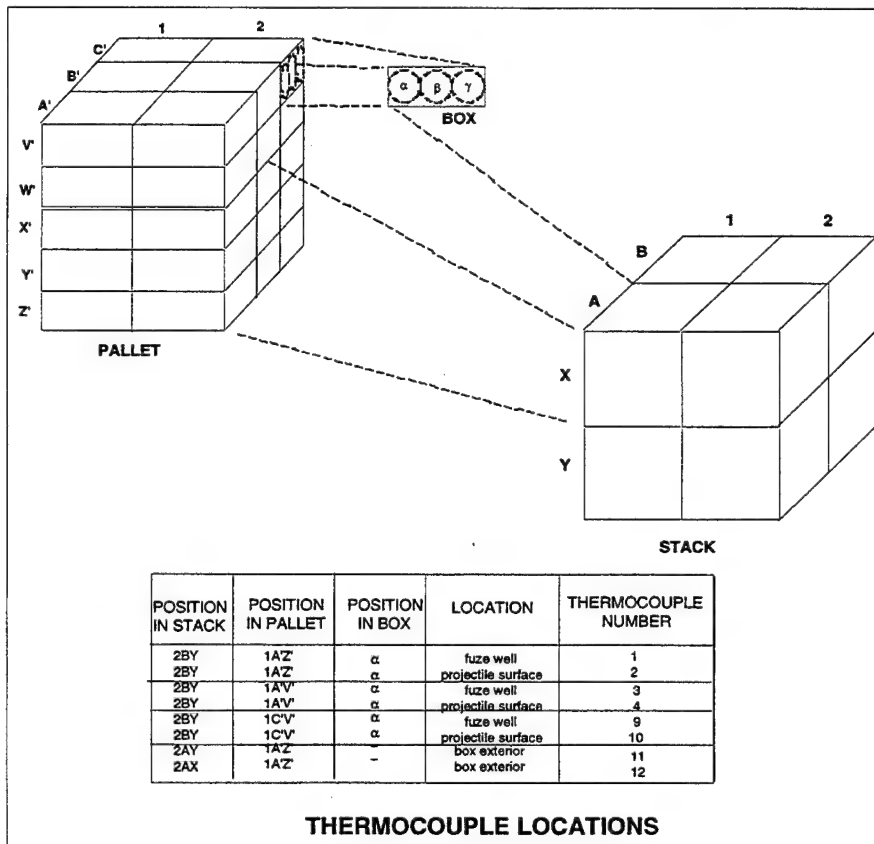 1 2
C'
B'
A'
V'
W'
X'
Y'
Z'
PALLET
α β γ
BOX
1 2
B
A
X
Y
STACK
POSITION IN STACK POSITION IN PALLET POSITION IN BOX LOCATION THERMOCOUPLE NUMBER
2BY 1A'Z' α fuze well 1
2BY 1A'Z' α projectile surface 2
2BY 1A'V' α fuze well 3
2BY 1A'V' α projectile surface 4
2BY 1C'V' α fuze well 9
2BY 1C'V' α projectile surface 10
2AY 1A'Z' - box exterior 11
2AX 1A'Z' - box exterior 12
THERMOCOUPLE LOCATIONS